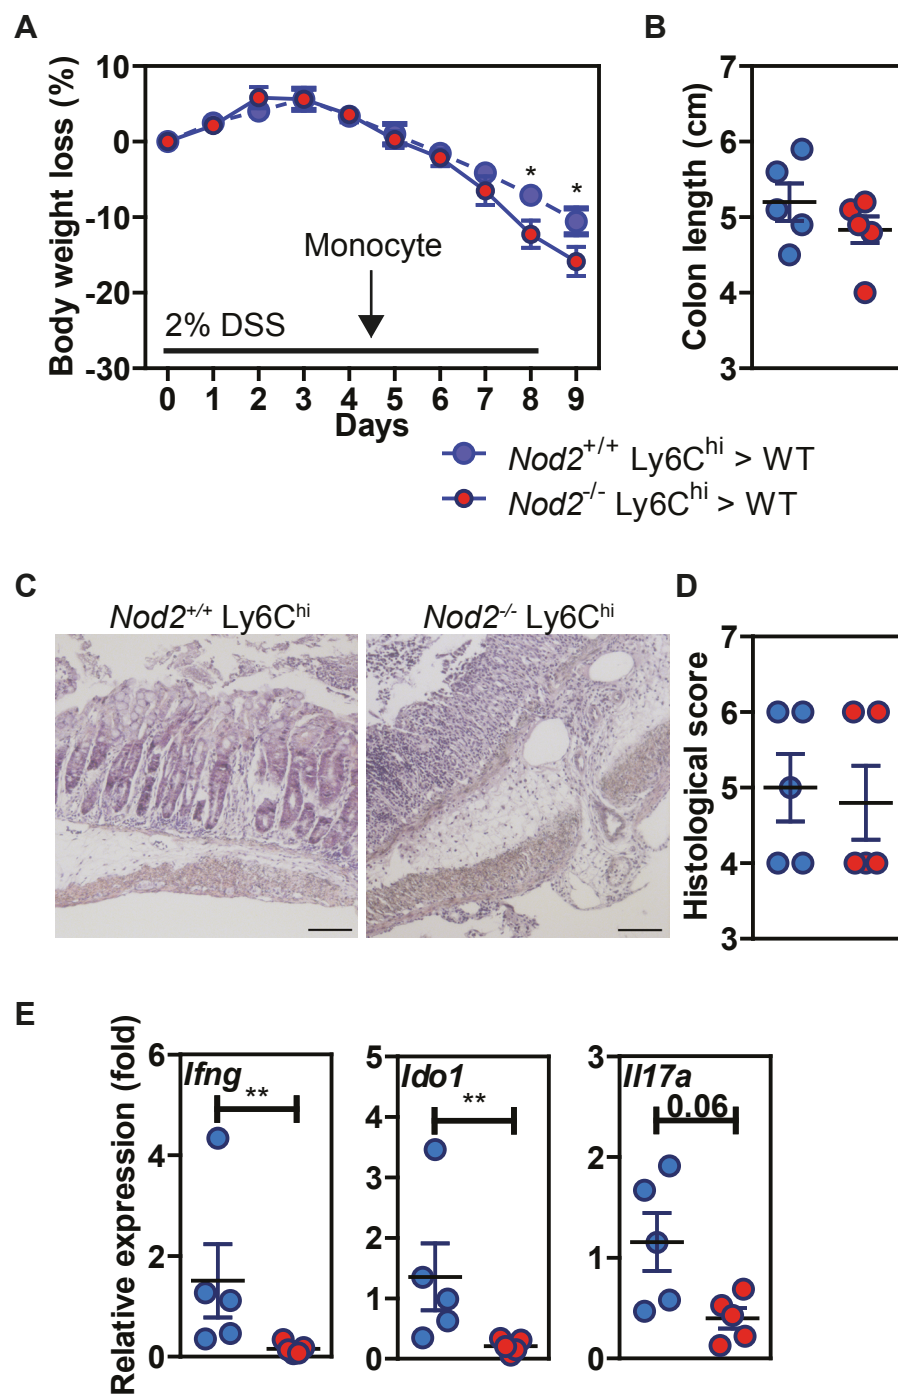 A
Body weight loss (%)
10
0
-10
-20
-30
Monocyte
2% DSS
0 1 2 3 4 5 6 7 8 9
Days
* *
B
Colon length (cm)
7
6
5
4
3
Nod2+/+ Ly6Chi > WT
Nod2-/- Ly6Chi > WT
C
Nod2+/+ Ly6Chi
Nod2-/- Ly6Chi
D
Histological score
7
6
5
4
3
E
Relative expression (fold)
6
4
2
0
Ifng
**
5
4
3
2
1
0
Ido1
**
3
2
1
0
Il17a
0.06